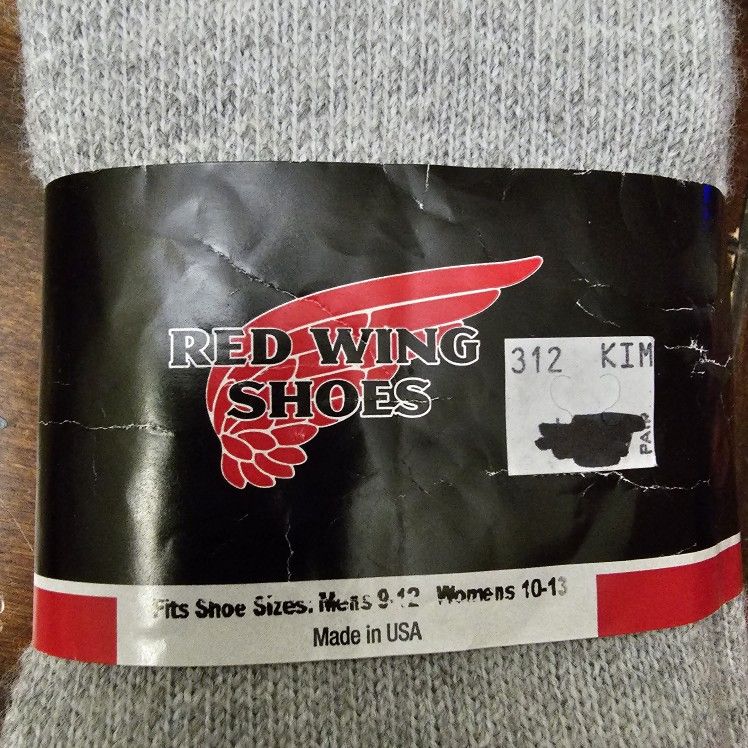 RED WING
SHOES
312 KIM
PAIR
Fits Shoe Sizes: Mens 9-12 Womens 10-13
Made in USA